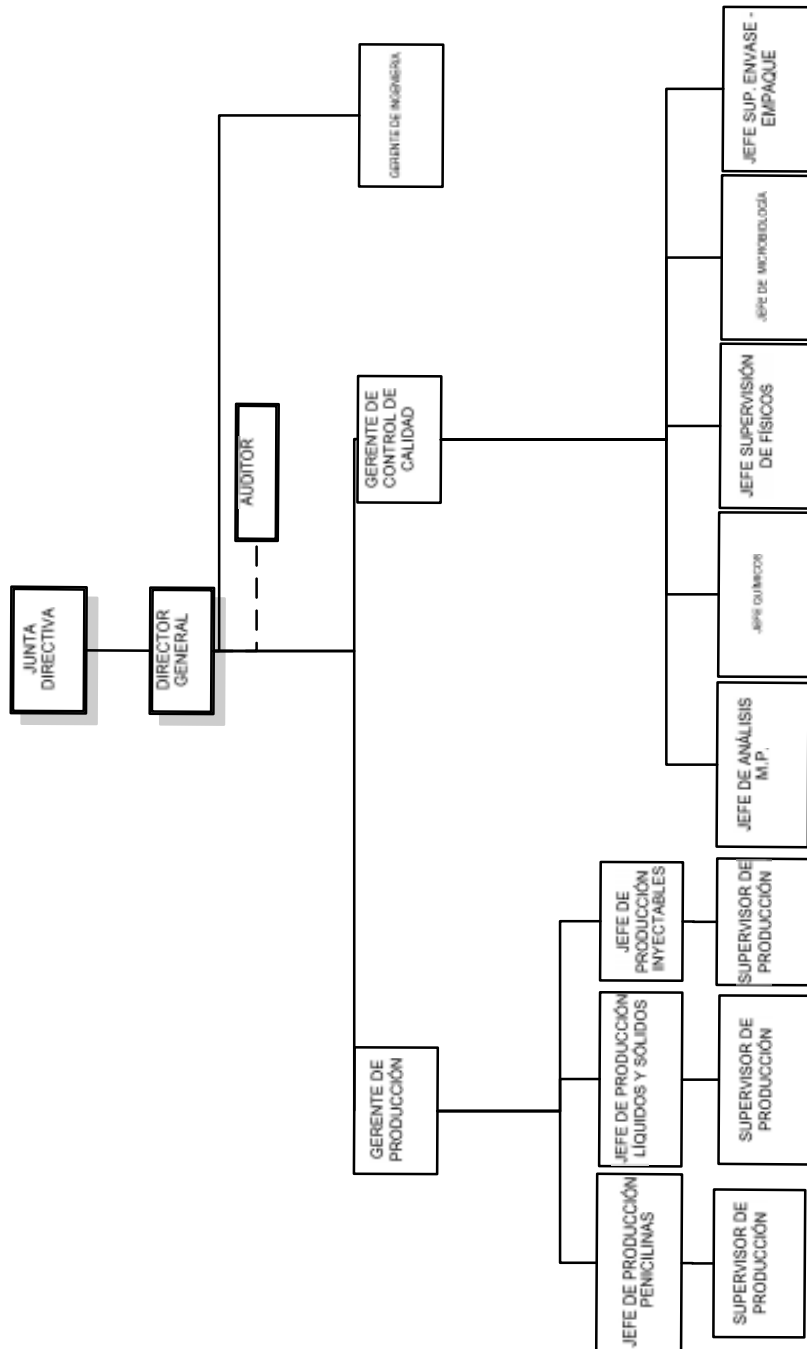 JUNTA
DIRECTIVA
DIRECTOR
GENERAL
AUDITOR
GERENTE DE
PRODUCCIÓN
GERENTE DE
CONTROL DE
CALIDAD
GERENTE DE INGENIERIA
JEFE DE PRODUCCIÓN
PENICILINAS
JEFE DE PRODUCCIÓN
LÍQUIDOS Y SÓLIDOS
JEFE DE
PRODUCCIÓN
INYECTABLES
SUPERVISOR DE
PRODUCCIÓN
SUPERVISOR DE
PRODUCCIÓN
SUPERVISOR DE
PRODUCCIÓN
JEFE DE ANÁLISIS
M.P.
JEFE QUÍMICOS
JEFE SUPERVISIÓN
DE FÍSICOS
JEFE DE MICROBIOLOGÍA
JEFE SUP. ENVASE -
EMPAQUE